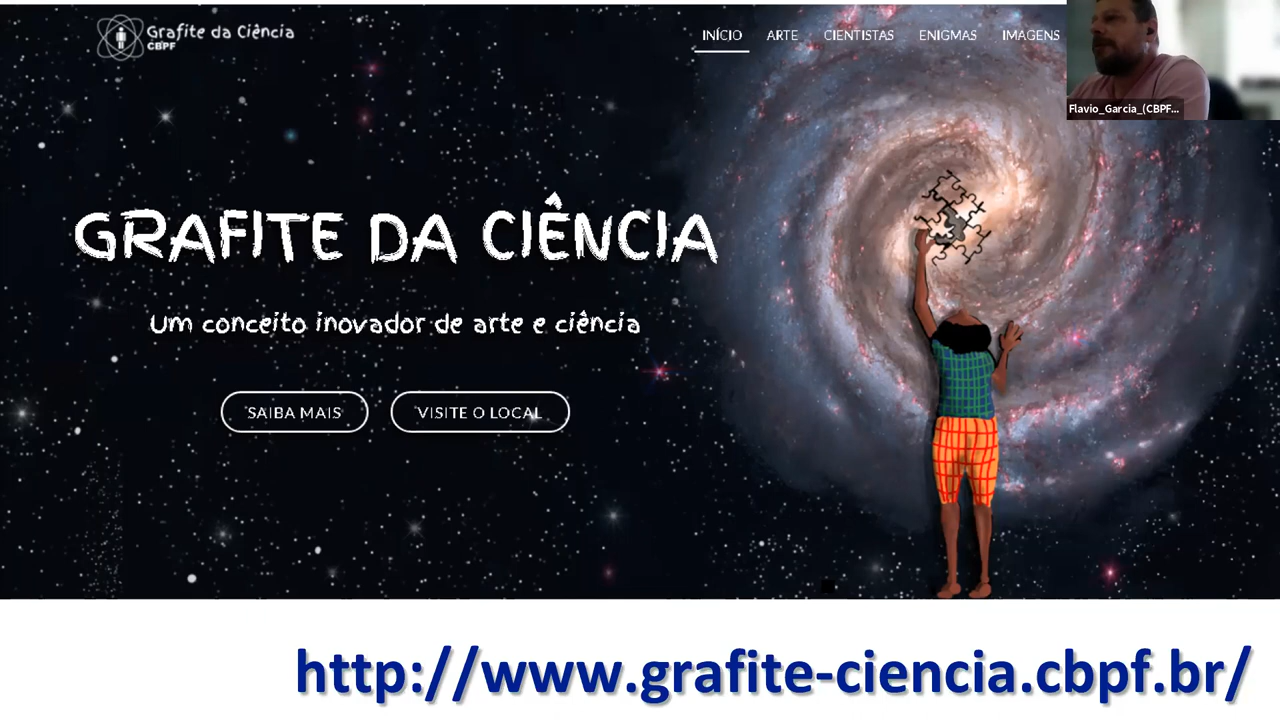 Grafite da Ciência
CBPF
INÍCIO ARTE CIENTISTAS ENIGMAS IMAGENS
Flavio_Garcia_(CBPF...
GRAFITE DA CIÊNCIA
Um conceito inovador de arte e ciência
SAIBA MAIS VISITE O LOCAL
http://www.grafite-ciencia.cbpf.br/